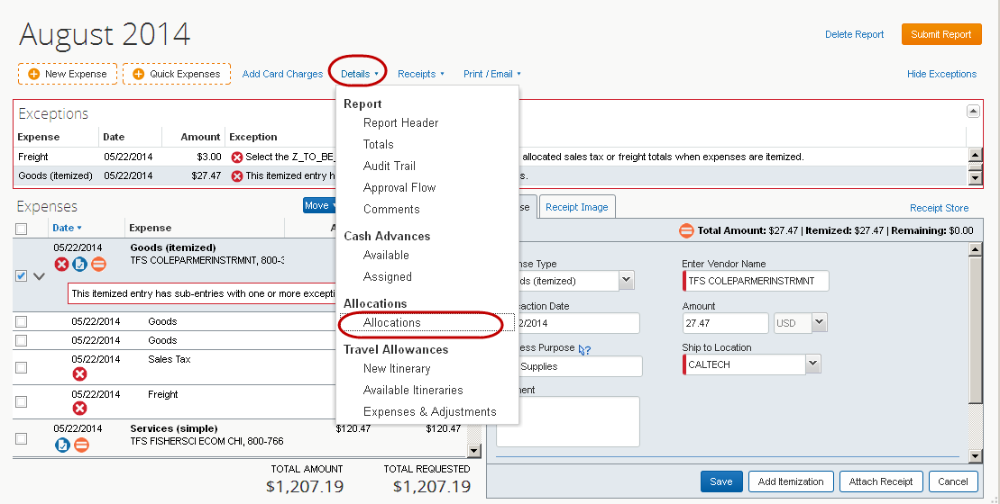 August 2014
Delete Report
Submit Report
New Expense
Quick Expenses
Add Card Charges
Details
Receipts
Print / Email
Hide Exceptions
Report
Report Header
Totals
Audit Trail
Approval Flow
Comments
Cash Advances
Available
Assigned
Allocations
Allocations
Travel Allowances
New Itinerary
Available Itineraries
Expenses & Adjustments
Exceptions
Expense Date Amount Exception
Freight 05/22/2014 $3.00 Select the Z_TO_BE_ allocated sales tax or freight totals when expenses are itemized.
Goods (itemized) 05/22/2014 $27.47 This itemized entry h s.
Expenses
Move
Date Expense A
05/22/2014 Goods (itemized)
TFS COLEPARMERINSTRMNT, 800-3
This itemized entry has sub-entries with one or more excepti
05/22/2014 Goods
05/22/2014 Goods
05/22/2014 Sales Tax
05/22/2014 Freight
05/22/2014 Services (simple) $120.47 $120.47
TFS FISHERSCI ECOM CHI, 800-766
TOTAL AMOUNT TOTAL REQUESTED
$1,207.19 $1,207.19
se
Receipt Image
Receipt Store
Total Amount: $27.47 | Itemized: $27.47 | Remaining: $0.00
nse Type
ds (itemized)
Enter Vendor Name
TFS COLEPARMERINSTRMNT
action Date
2/2014
Amount
27.47 USD
ess Purpose
Supplies
Ship to Location
CALTECH
ment
Save
Add Itemization
Attach Receipt
Cancel